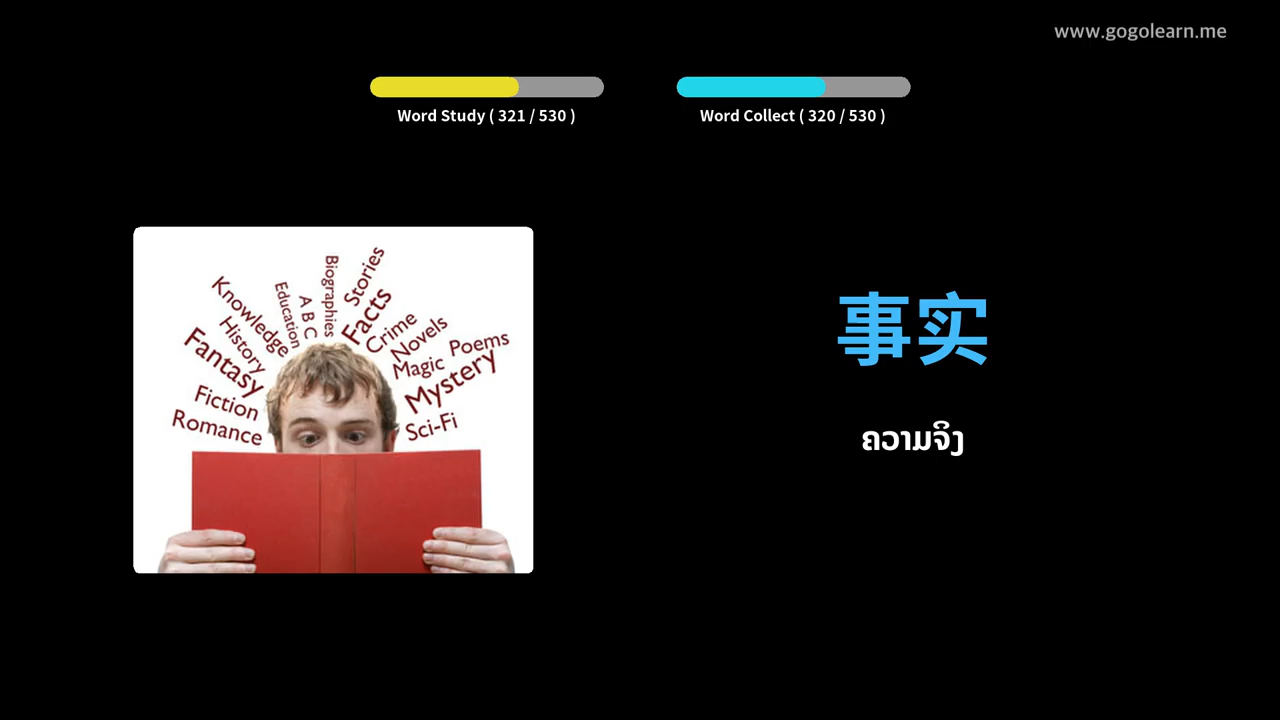 www.gogolearn.me
Word Study ( 321 / 530 )
Word Collect ( 320 / 530 )
Romance
Fiction
Fantasy
History
Knowledge
Education
A B C
Biographies
Stories
Facts
Crime
Novels
Magic
Poems
Mystery
Sci-Fi
事实
ຄວາມຈິງ